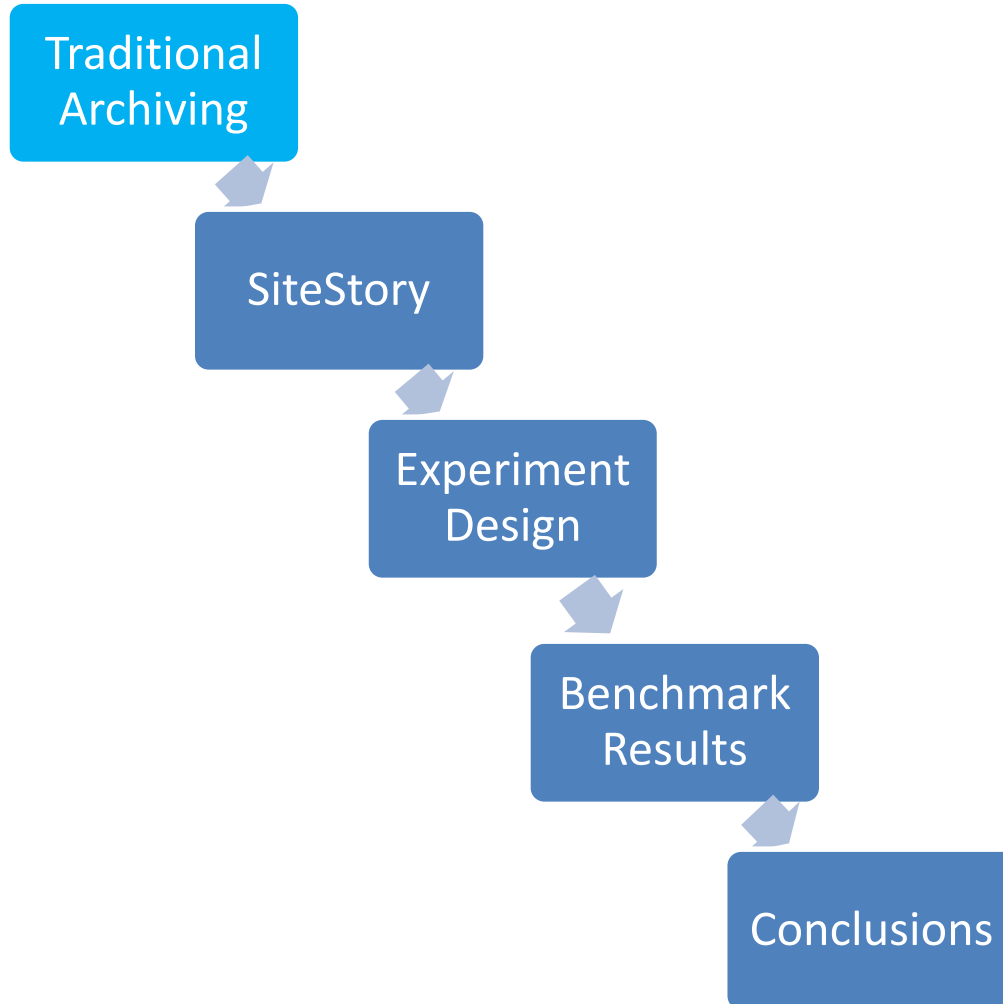 Traditional
Archiving
SiteStory
Experiment
Design
Benchmark
Results
Conclusions